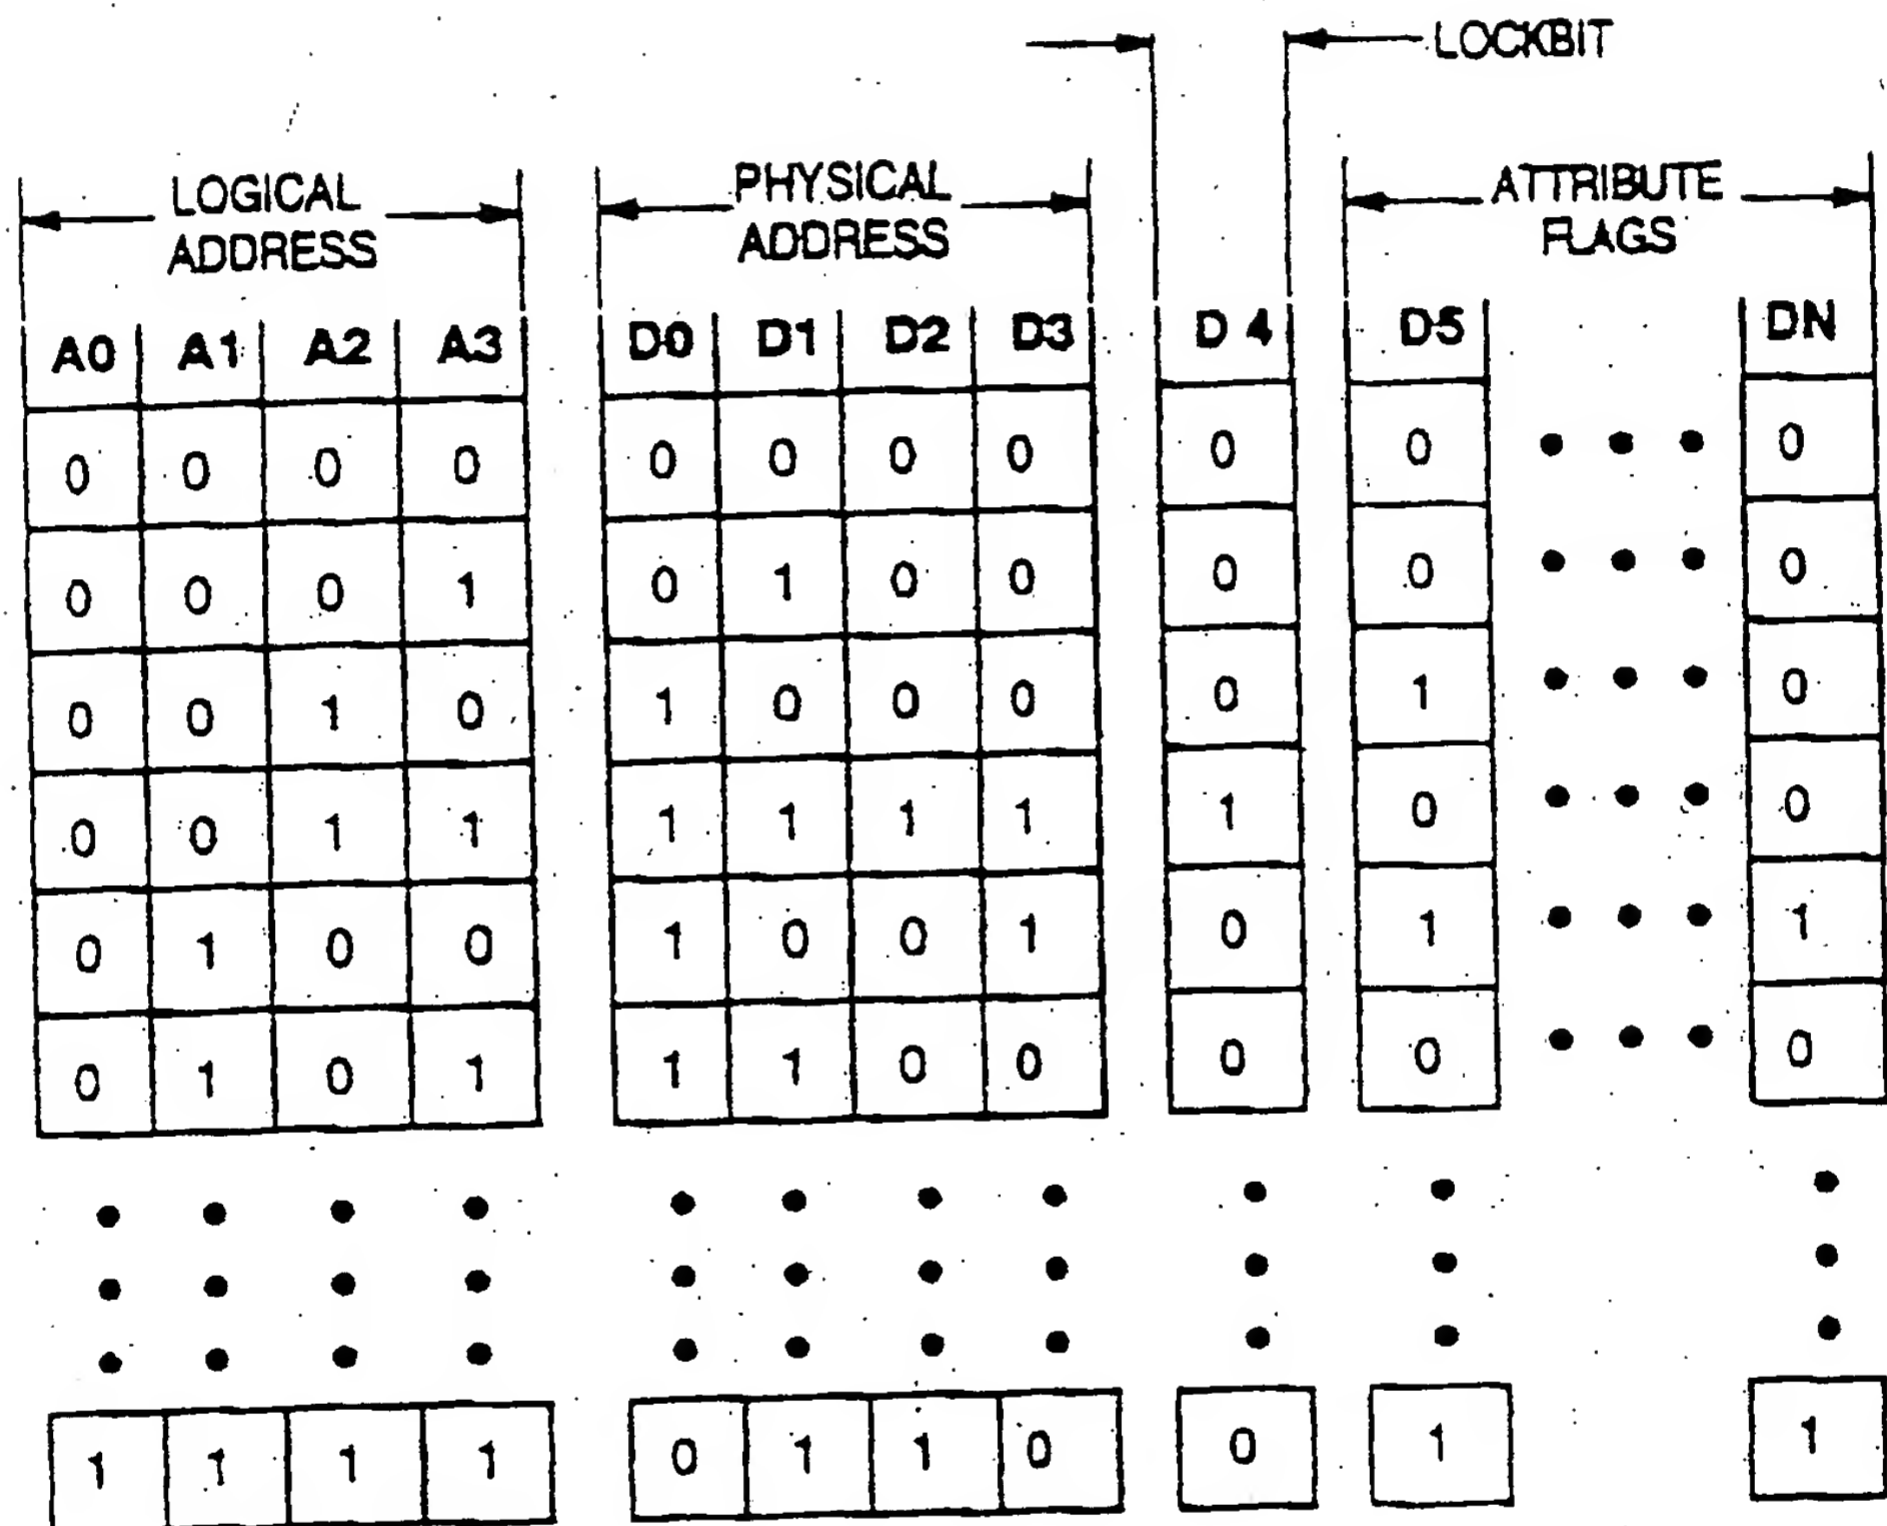 LOCKBIT
LOGICAL ADDRESS PHYSICAL ADDRESS ATTRIBUTE FLAGS
A0 A1 A2 A3 D0 D1 D2 D3 D 4 D5 DN
0 0 0 0 0 0 0 0 0 0 • • • 0
0 0 0 1 0 1 0 0 0 0 • • • 0
0 0 1 0 1 0 0 0 0 1 • • • 0
0 0 1 1 1 1 1 1 1 0 • • • 0
0 1 0 0 1 0 0 1 0 1 • • • 1
0 1 0 1 1 1 0 0 0 0 • • • 0
1 1 1 1 0 1 1 0 0 1 1